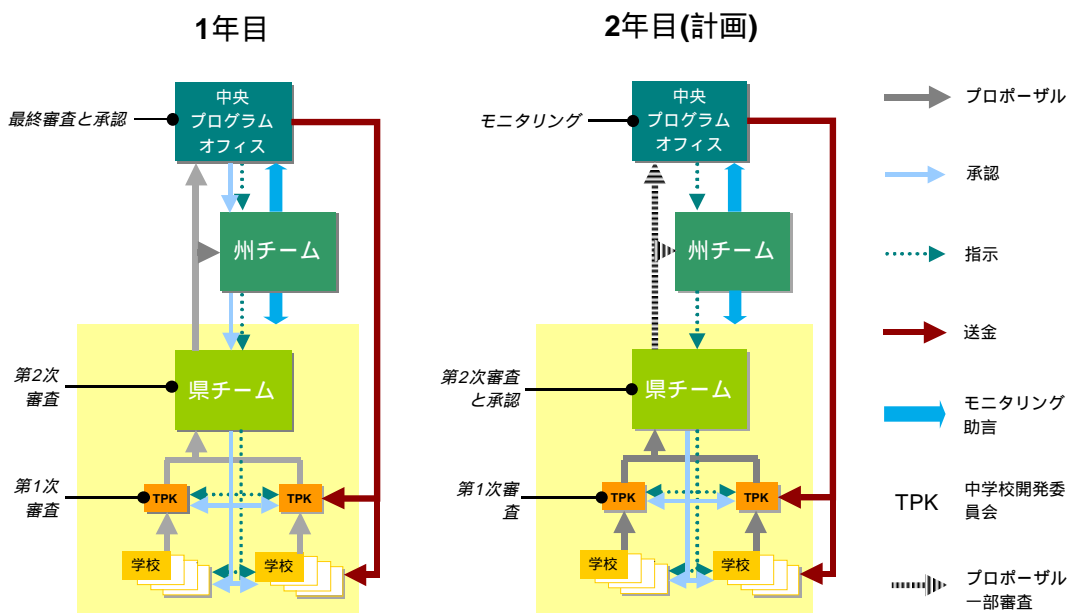 1年目
最終審査と承認
中央
プログラム
オフィス
州チーム
第2次
審査
県チーム
第1次
審査
TPK
TPK
学校
学校
2年目(計画)
モニタリング
中央
プログラム
オフィス
州チーム
第2次審査
と承認
県チーム
第1次審
査
TPK
TPK
学校
学校
プロポーザル
承認
指示
送金
モニタリング
助言
TPK
中学校開発委
員会
プロポーザル
一部審査